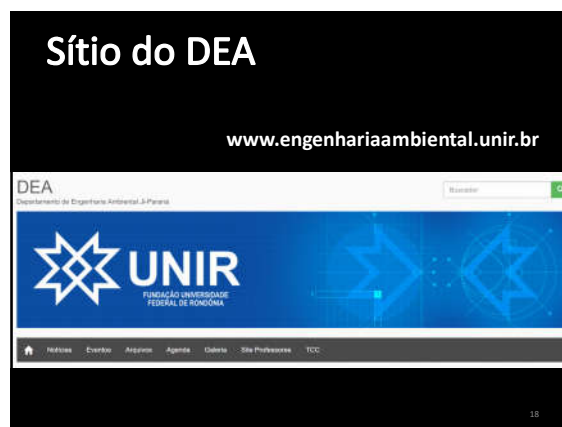 Sítio do DEA
www.engenhariaambiental.unir.br
DEA
Departamento de Engenharia Ambiental Ji-Paraná
Buscador
UNIR
FUNDAÇÃO UNIVERSIDADE
FEDERAL DE RONDÔNIA
Notícias Eventos Arquivos Agenda Galeria Site Professores TCC
18